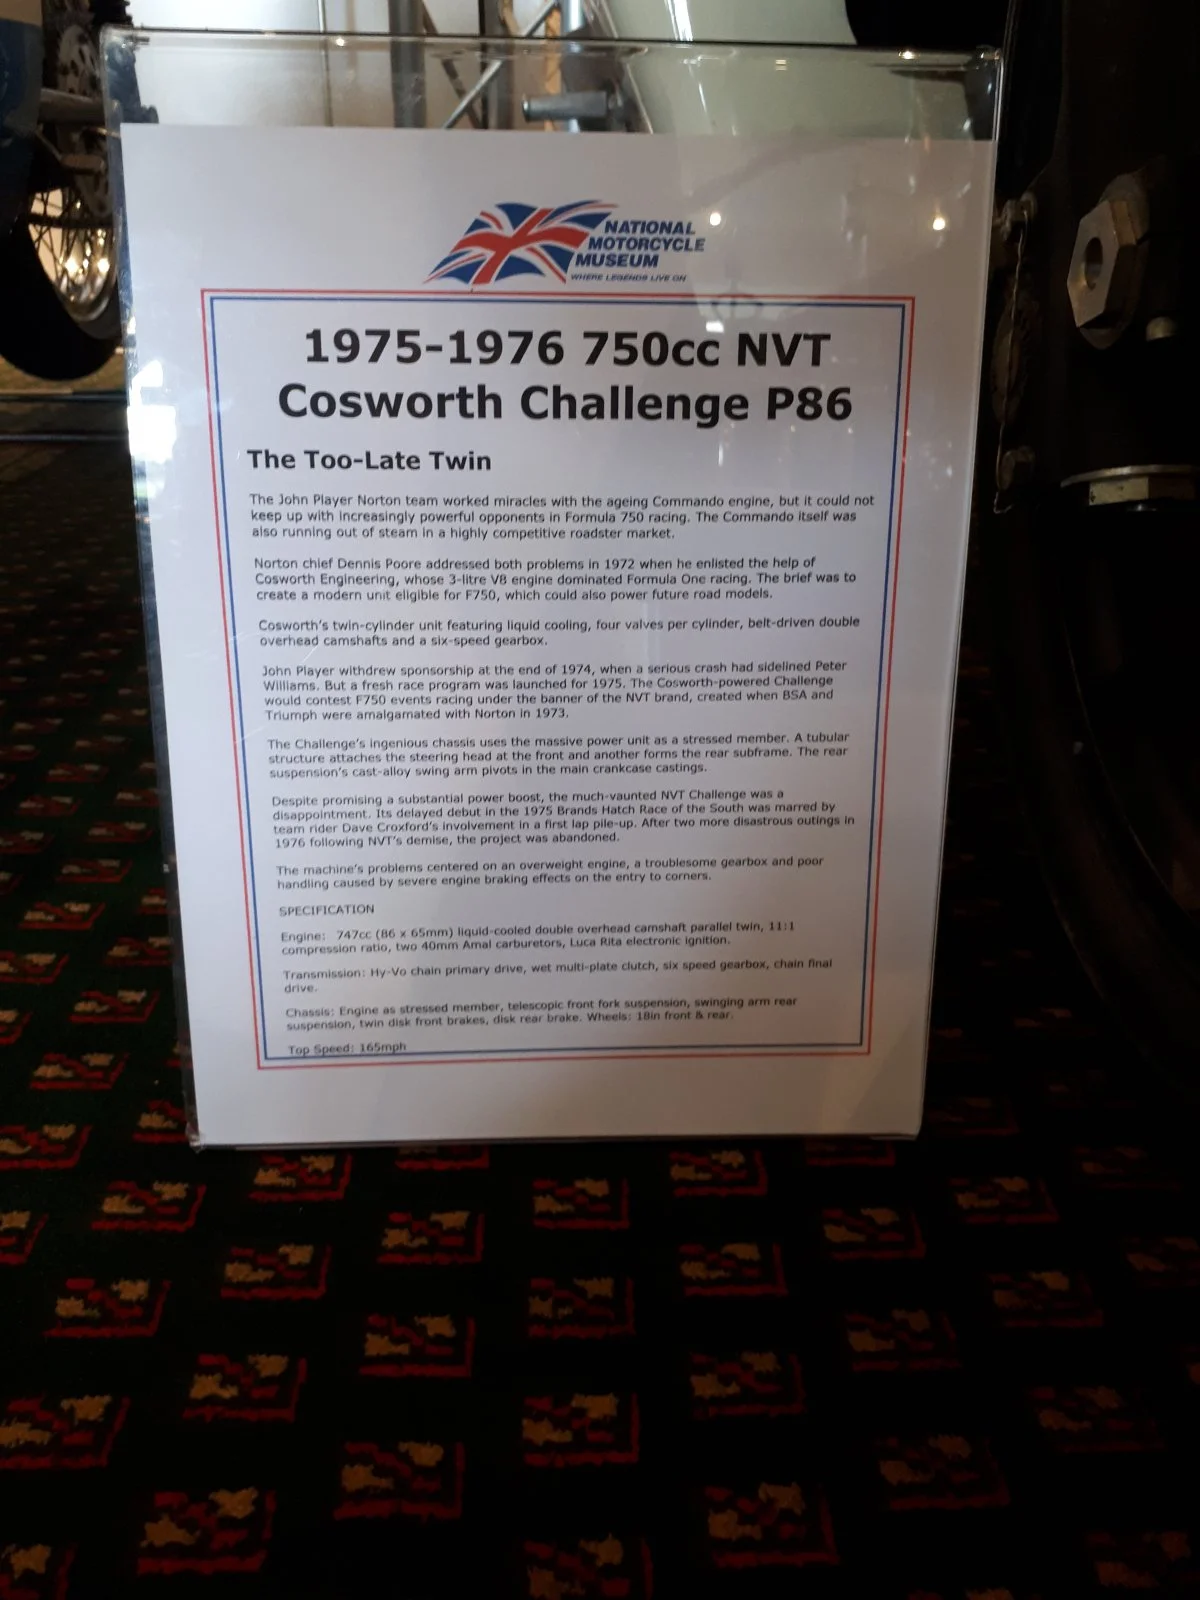 NATIONAL
MOTORCYCLE
MUSEUM
WHERE LEGENDS LIVE ON
1975-1976 750cc NVT
Cosworth Challenge P86
The Too-Late Twin
The John Player Norton team worked miracles with the ageing Commando engine, but it could not
keep up with increasingly powerful opponents in Formula 750 racing. The Commando itself was
also running out of steam in a highly competitive roadster market.
Norton chief Dennis Poore addressed both problems in 1972 when he enlisted the help of
Cosworth Engineering, whose 3-litre V8 engine dominated Formula One racing. The brief was to
create a modern unit eligible for F750, which could also power future road models.
Cosworth's twin-cylinder unit featuring liquid cooling, four valves per cylinder, belt-driven double
overhead camshafts and a six-speed gearbox.
John Player withdrew sponsorship at the end of 1974, when a serious crash had sidelined Peter
Williams. But a fresh race program was launched for 1975. The Cosworth-powered Challenge
would contest F750 events racing under the banner of the NVT brand, created when BSA and
Triumph were amalgamated with Norton in 1973.
The Challenge's ingenious chassis uses the massive power unit as a stressed member. A tubular
structure attaches the steering head at the front and another forms the rear subframe. The rear
suspension's cast-alloy swing arm pivots in the main crankcase castings.
Despite promising a substantial power boost, the much-vaunted NVT Challenge was a
disappointment. Its delayed debut in the 1975 Brands Hatch Race of the South was marred by
team rider Dave Croxford's involvement in a first lap pile-up. After two more disastrous outings in
1976 following NVT's demise, the project was abandoned.
The machine's problems centered on an overweight engine, a troublesome gearbox and poor
handling caused by severe engine braking effects on the entry to corners.
SPECIFICATION
Engine: 747cc (86 x 65mm) liquid-cooled double overhead camshaft parallel twin, 11:1
compression ratio, two 40mm Amal carburetors, Luca Rita electronic ignition.
Transmission: Hy-Vo chain primary drive, wet multi-plate clutch, six speed gearbox, chain final
drive.
Chassis: Engine as stressed member, telescopic front fork suspension, swinging arm rear
suspension, twin disk front brakes, disk rear brake. Wheels: 18in front & rear.
Top Speed: 165mph